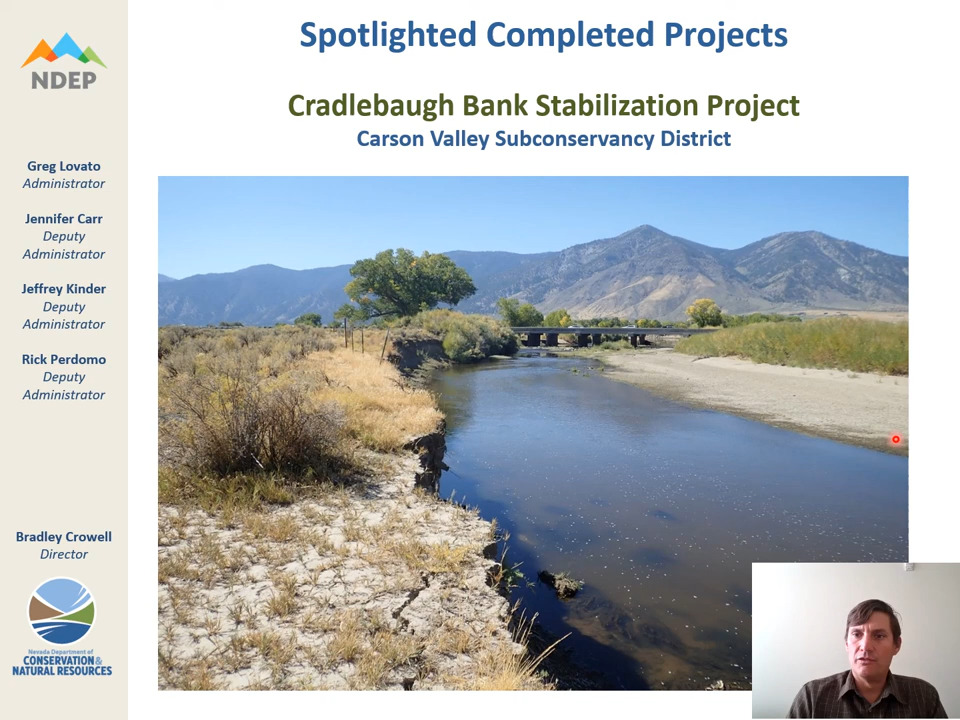 Spotlighted Completed Projects
Cradlebaugh Bank Stabilization Project
Carson Valley Subconservancy District
NDEP
Greg Lovato
Administrator
Jennifer Carr
Deputy
Administrator
Jeffrey Kinder
Deputy
Administrator
Rick Perdomo
Deputy
Administrator
Bradley Crowell
Director
Nevada Department of
CONSERVATION &
NATURAL RESOURCES